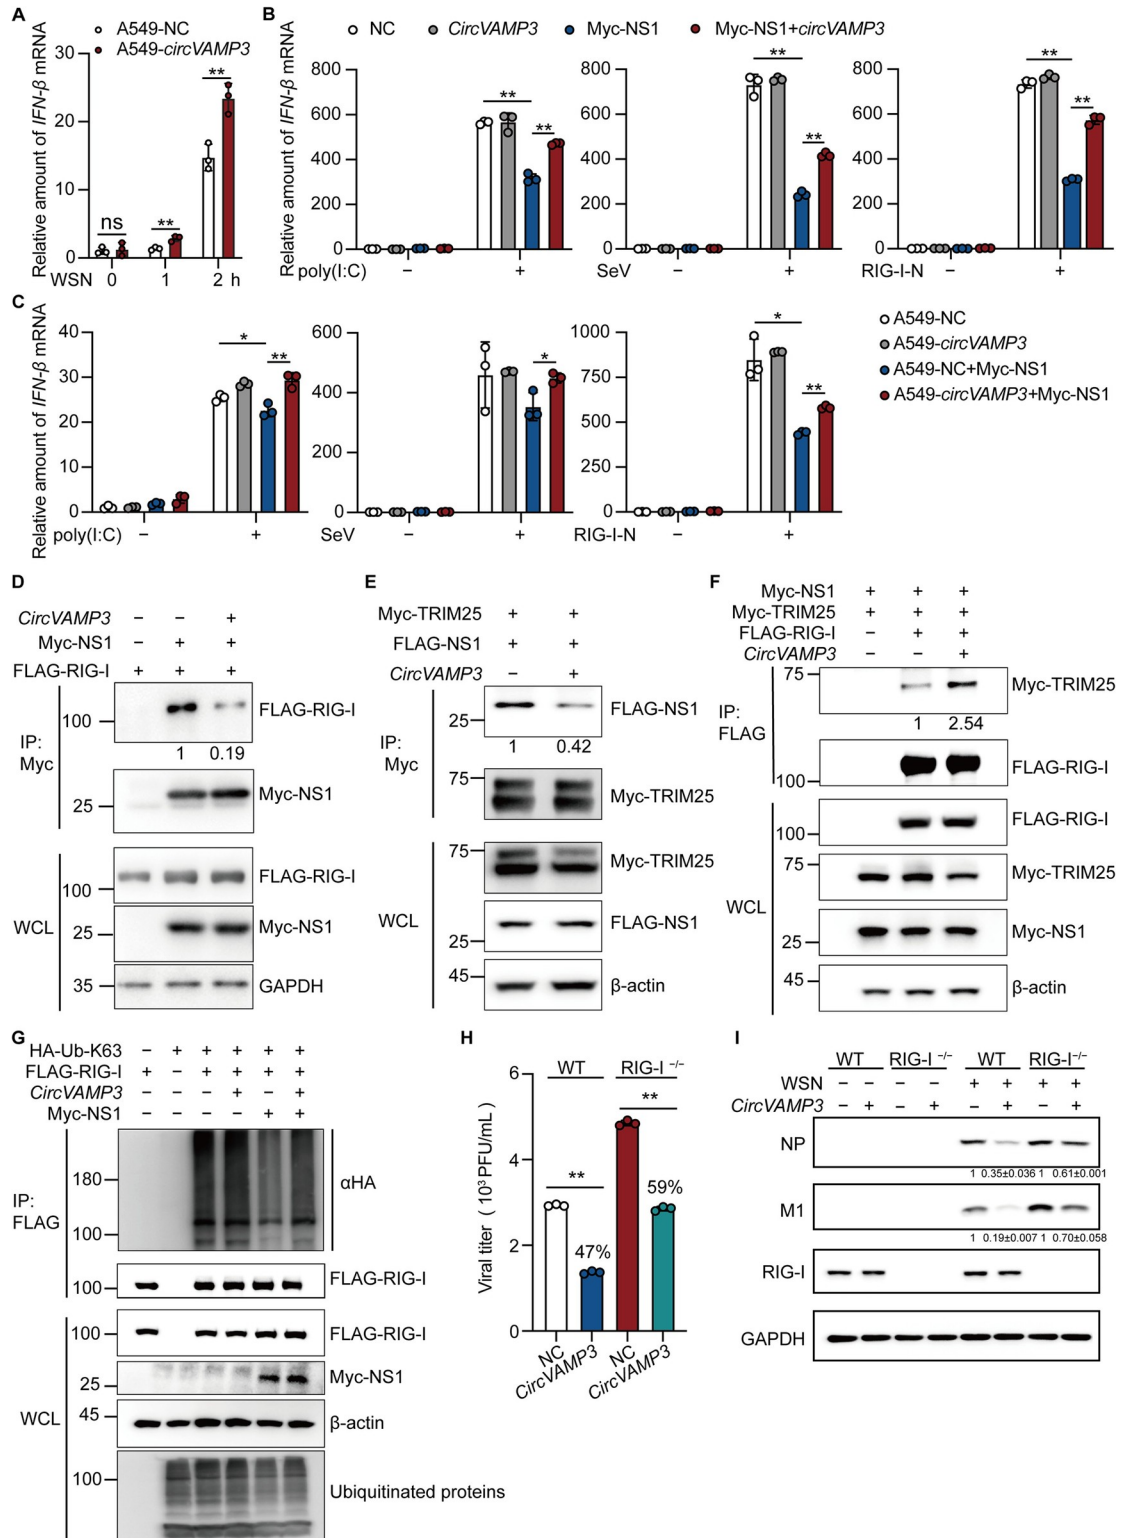 A
A549-NC
A549-circVAMP3
Relative amount of IFN-β mRNA
30
20
10
0
ns
**
**
WSN 0 1 2 h
B
NC CircVAMP3 Myc-NS1 Myc-NS1+circVAMP3
Relative amount of IFN-β mRNA
800
600
400
200
0
**
**
poly(I:C) − +
800
600
400
200
0
**
**
SeV − +
800
600
400
200
0
**
**
RIG-I-N − +
C
Relative amount of IFN-β mRNA
40
30
20
10
0
*
**
poly(I:C) − +
600
400
200
0
*
SeV − +
1000
750
500
250
0
*
**
RIG-I-N − +
A549-NC
A549-circVAMP3
A549-NC+Myc-NS1
A549-circVAMP3+Myc-NS1
D
CircVAMP3 − − +
Myc-NS1 − + +
FLAG-RIG-I + + +
IP:
Myc
100 FLAG-RIG-I
1 0.19
25 Myc-NS1
WCL
100 FLAG-RIG-I
25 Myc-NS1
35 GAPDH
E
Myc-TRIM25 + +
FLAG-NS1 + +
CircVAMP3 − +
IP:
Myc
25 FLAG-NS1
1 0.42
75 Myc-TRIM25
WCL
75 Myc-TRIM25
25 FLAG-NS1
45 β-actin
F
Myc-NS1 + + +
Myc-TRIM25 + + +
FLAG-RIG-I − + +
CircVAMP3 − − +
IP:
FLAG
75 Myc-TRIM25
1 2.54
100 FLAG-RIG-I
WCL
100 FLAG-RIG-I
75 Myc-TRIM25
25 Myc-NS1
45 β-actin
G
HA-Ub-K63 − + + + + +
FLAG-RIG-I + − + + + +
CircVAMP3 − − − + − +
Myc-NS1 − − − − + +
IP:
FLAG
180
100
αHA
100 FLAG-RIG-I
WCL
100 FLAG-RIG-I
25 Myc-NS1
45 β-actin
100 Ubiquitinated proteins
H
Viral titer ( 10³ PFU/mL)
6
4
2
0
WT RIG-I −/−
**
**
47%
59%
NC
CircVAMP3
NC
CircVAMP3
I
WT RIG-I−/− WT RIG-I−/−
WSN − − − − + + + +
CircVAMP3 − + − + − + − +
NP
1 0.35±0.036 1 0.61±0.001
M1
1 0.19±0.007 1 0.70±0.058
RIG-I
GAPDH